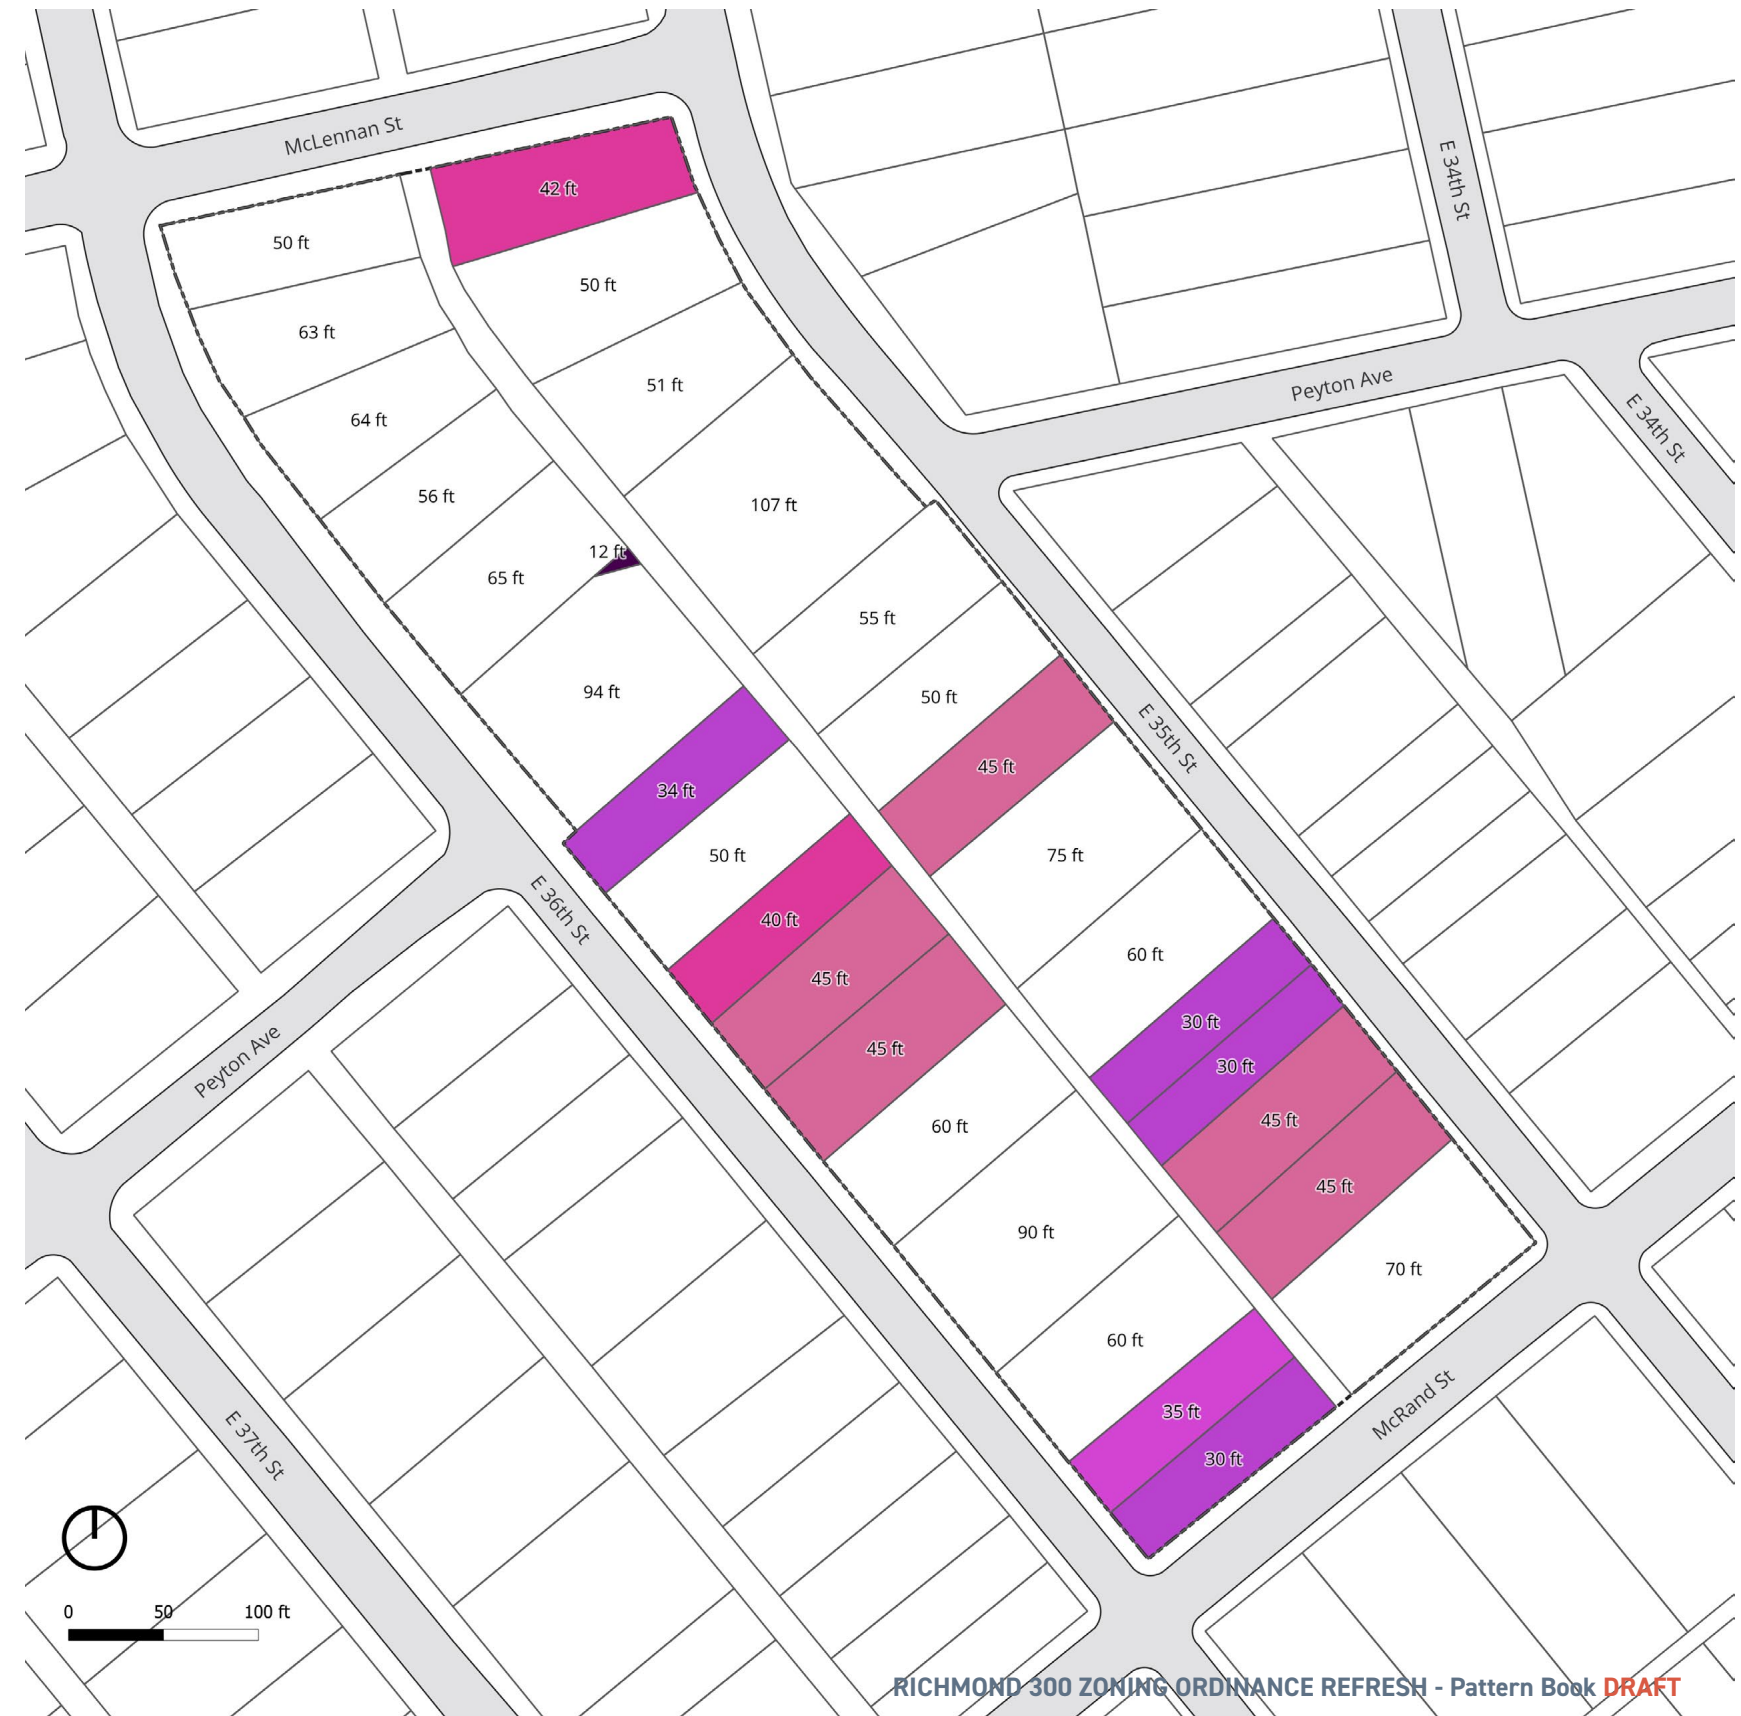 McLennan St
42 ft
E 34th St
50 ft
50 ft
63 ft
51 ft
Peyton Ave
64 ft
E 34th St
56 ft
107 ft
12 ft
65 ft
55 ft
94 ft
50 ft
E 35th St
45 ft
34 ft
50 ft
75 ft
E 36th St
40 ft
60 ft
45 ft
30 ft
45 ft
Peyton Ave
30 ft
45 ft
60 ft
45 ft
90 ft
70 ft
60 ft
35 ft
McRand St
E 37th St
30 ft
0 50 100 ft
RICHMOND 300 ZONING ORDINANCE REFRESH - Pattern Book DRAFT